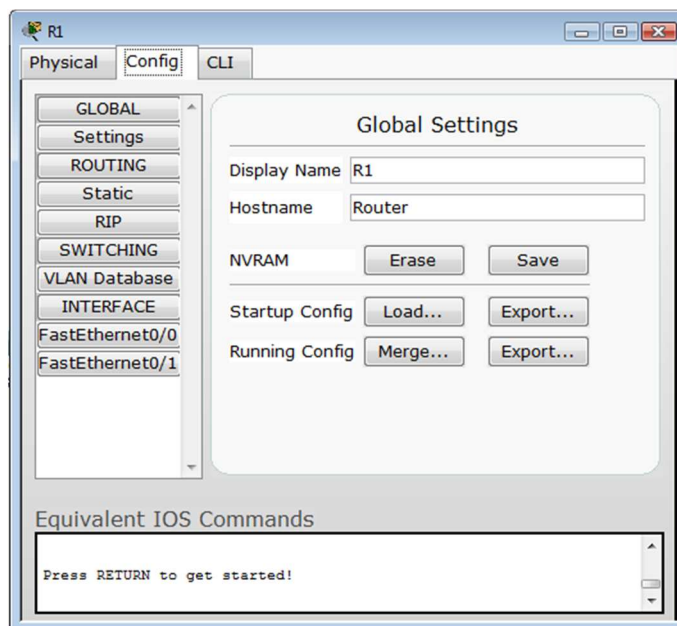 R1
Physical Config CLI
GLOBAL
Settings
ROUTING
Static
RIP
SWITCHING
VLAN Database
INTERFACE
FastEthernet0/0
FastEthernet0/1
Global Settings
Display Name R1
Hostname Router
NVRAM Erase Save
Startup Config Load... Export...
Running Config Merge... Export...
Equivalent IOS Commands
Press RETURN to get started!